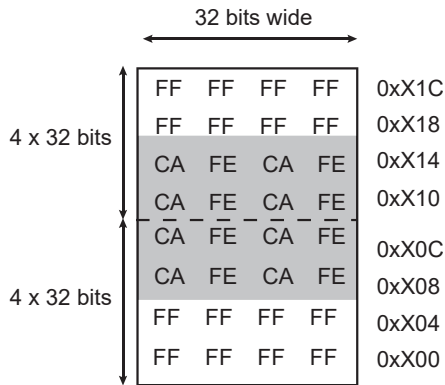 32 bits wide
FF FF FF FF 0xX1C
FF FF FF FF 0xX18
4 x 32 bits
CA FE CA FE 0xX14
CA FE CA FE 0xX10
CA FE CA FE 0xX0C
CA FE CA FE 0xX08
4 x 32 bits
FF FF FF FF 0xX04
FF FF FF FF 0xX00